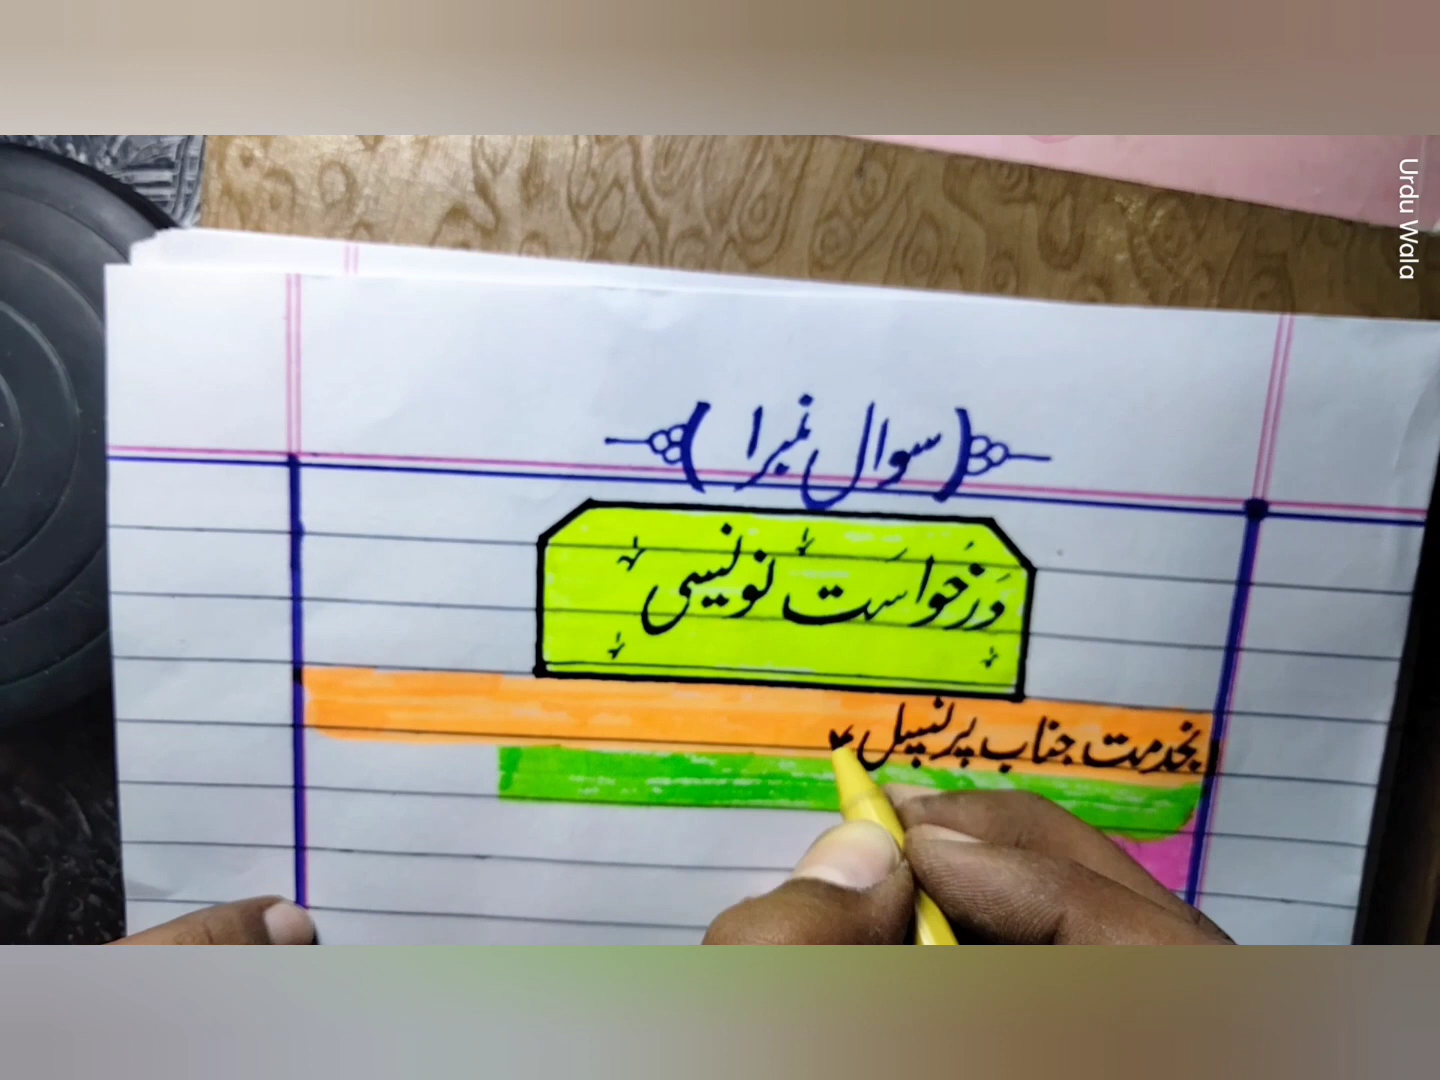 Urdu Wala
(سوال نمبر ۱)
درخواست نویسی
بخدمت جناب پرنسپل